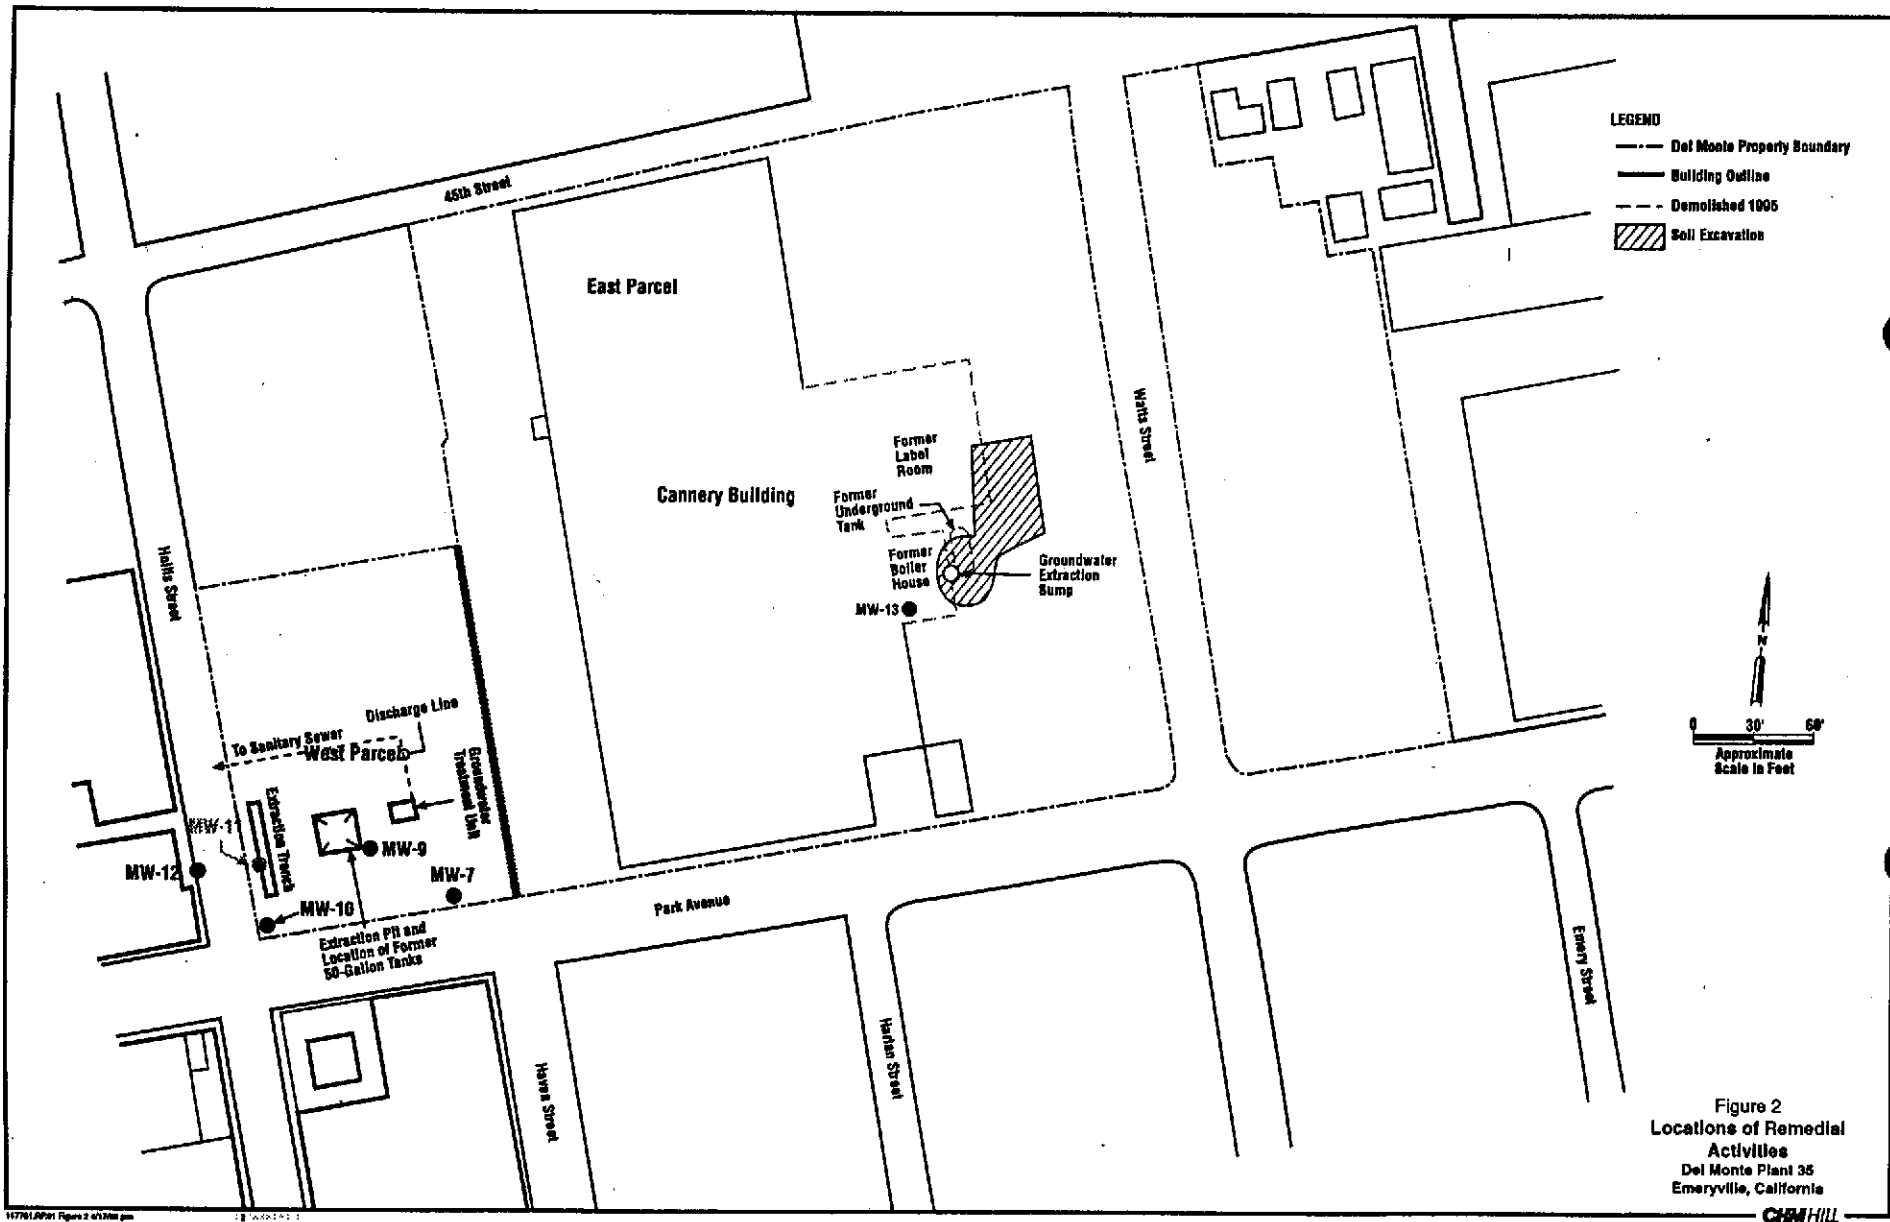 45th Street
LEGEND
Del Monte Property Boundary
Building Outline
Demolished 1995
Soil Excavation
East Parcel
Watts Street
Former
Label
Room
Cannery Building
Former
Underground
Tank
Former
Boiler
House
Groundwater
Extraction
Sump
MW-13
Hollis Street
N
0 30' 60'
Approximate
Scale in Feet
Discharge Line
To Sanitary Sewer
West Parcel
Groundwater
Treatment Unit
Extraction Trench
MW-11
MW-12
MW-9
MW-7
MW-10
Extraction Pit and
Location of Former
50-Gallon Tanks
Park Avenue
Emery Street
Harlan Street
Haven Street
Figure 2
Locations of Remedial
Activities
Del Monte Plant 35
Emeryville, California
CH2M HILL